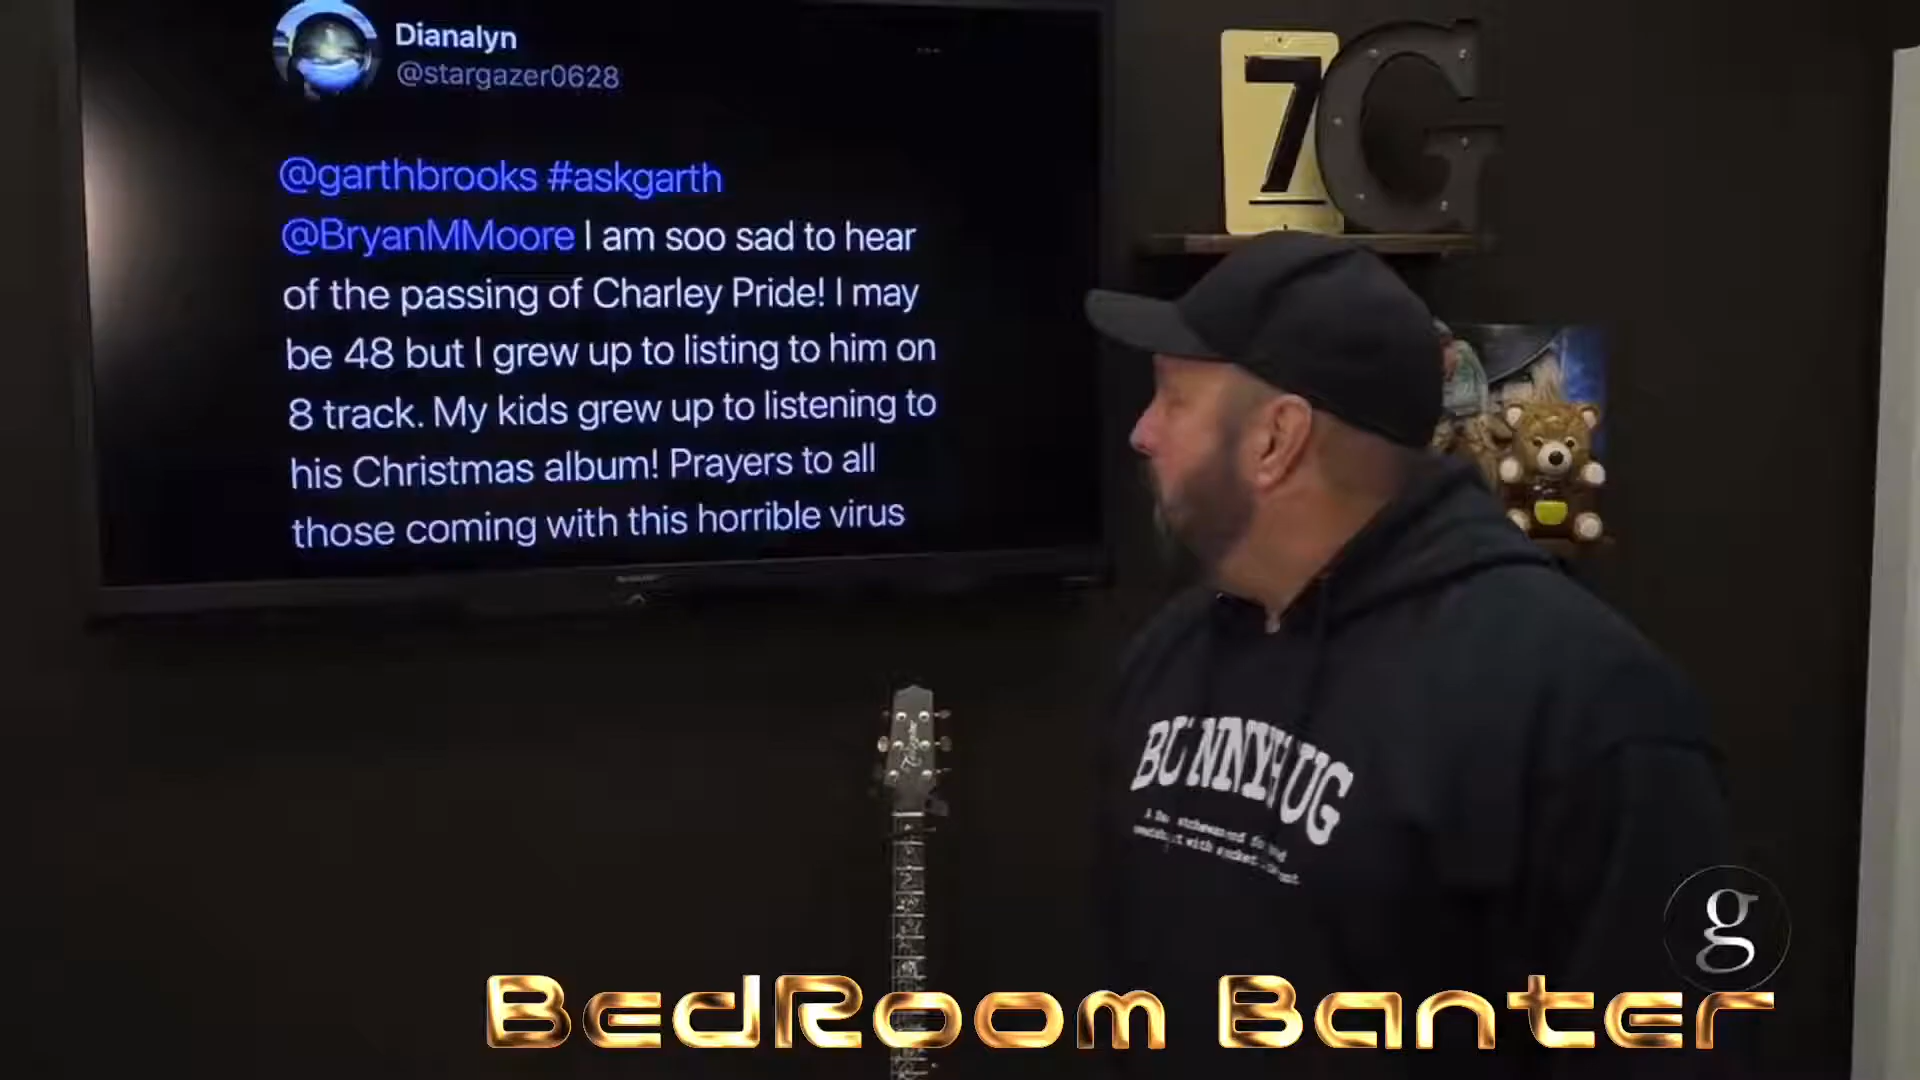 Dianalyn
@stargazer0628
@garthbrooks #askgarth
@BryanMMoore I am soo sad to hear
of the passing of Charley Pride! I may
be 48 but I grew up to listing to him on
8 track. My kids grew up to listening to
his Christmas album! Prayers to all
those coming with this horrible virus
7 G
BUNNYHUG
g
BedRoom Banter